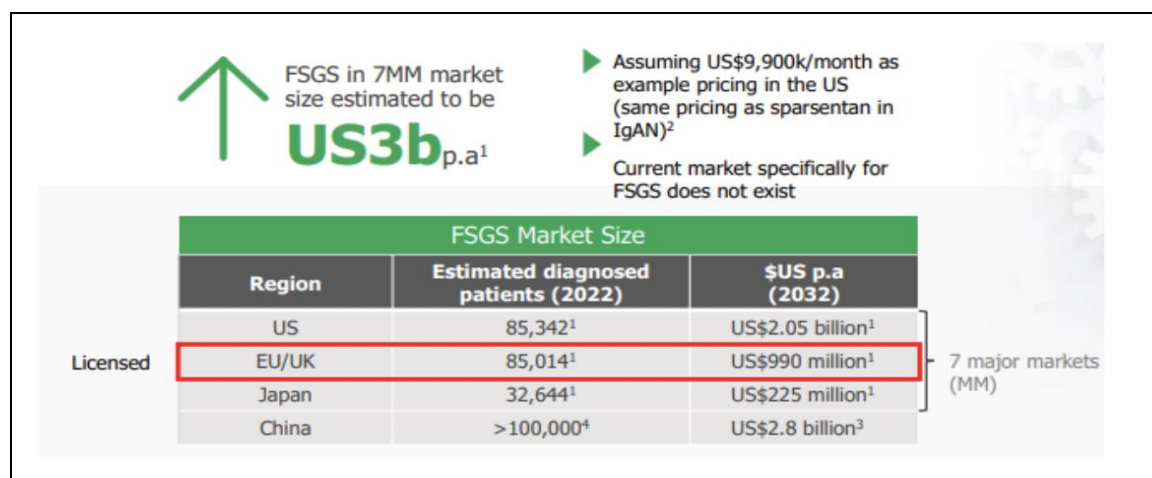 FSGS in 7MM market
size estimated to be
US3bp.a¹
Assuming US$9,900k/month as
example pricing in the US
(same pricing as sparsentan in
IgAN)²
Current market specifically for
FSGS does not exist
FSGS Market Size
Region Estimated diagnosed patients (2022) $US p.a (2032)
US 85,342¹ US$2.05 billion¹
Licensed EU/UK 85,014¹ US$990 million¹
Japan 32,644¹ US$225 million¹
China >100,000⁴ US$2.8 billion³
7 major markets
(MM)